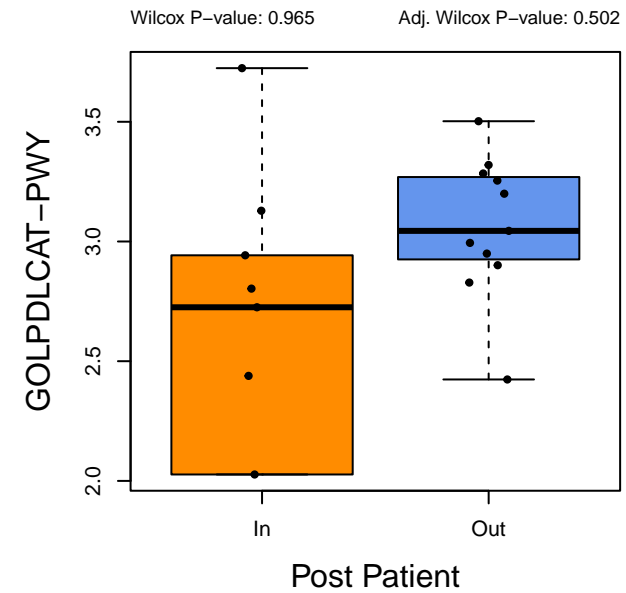 Wilcox P−value: 0.965
Adj. Wilcox P−value: 0.502
GOLPDLCAT−PWY
3.5
3.0
2.5
2.0
In
Out
Post Patient